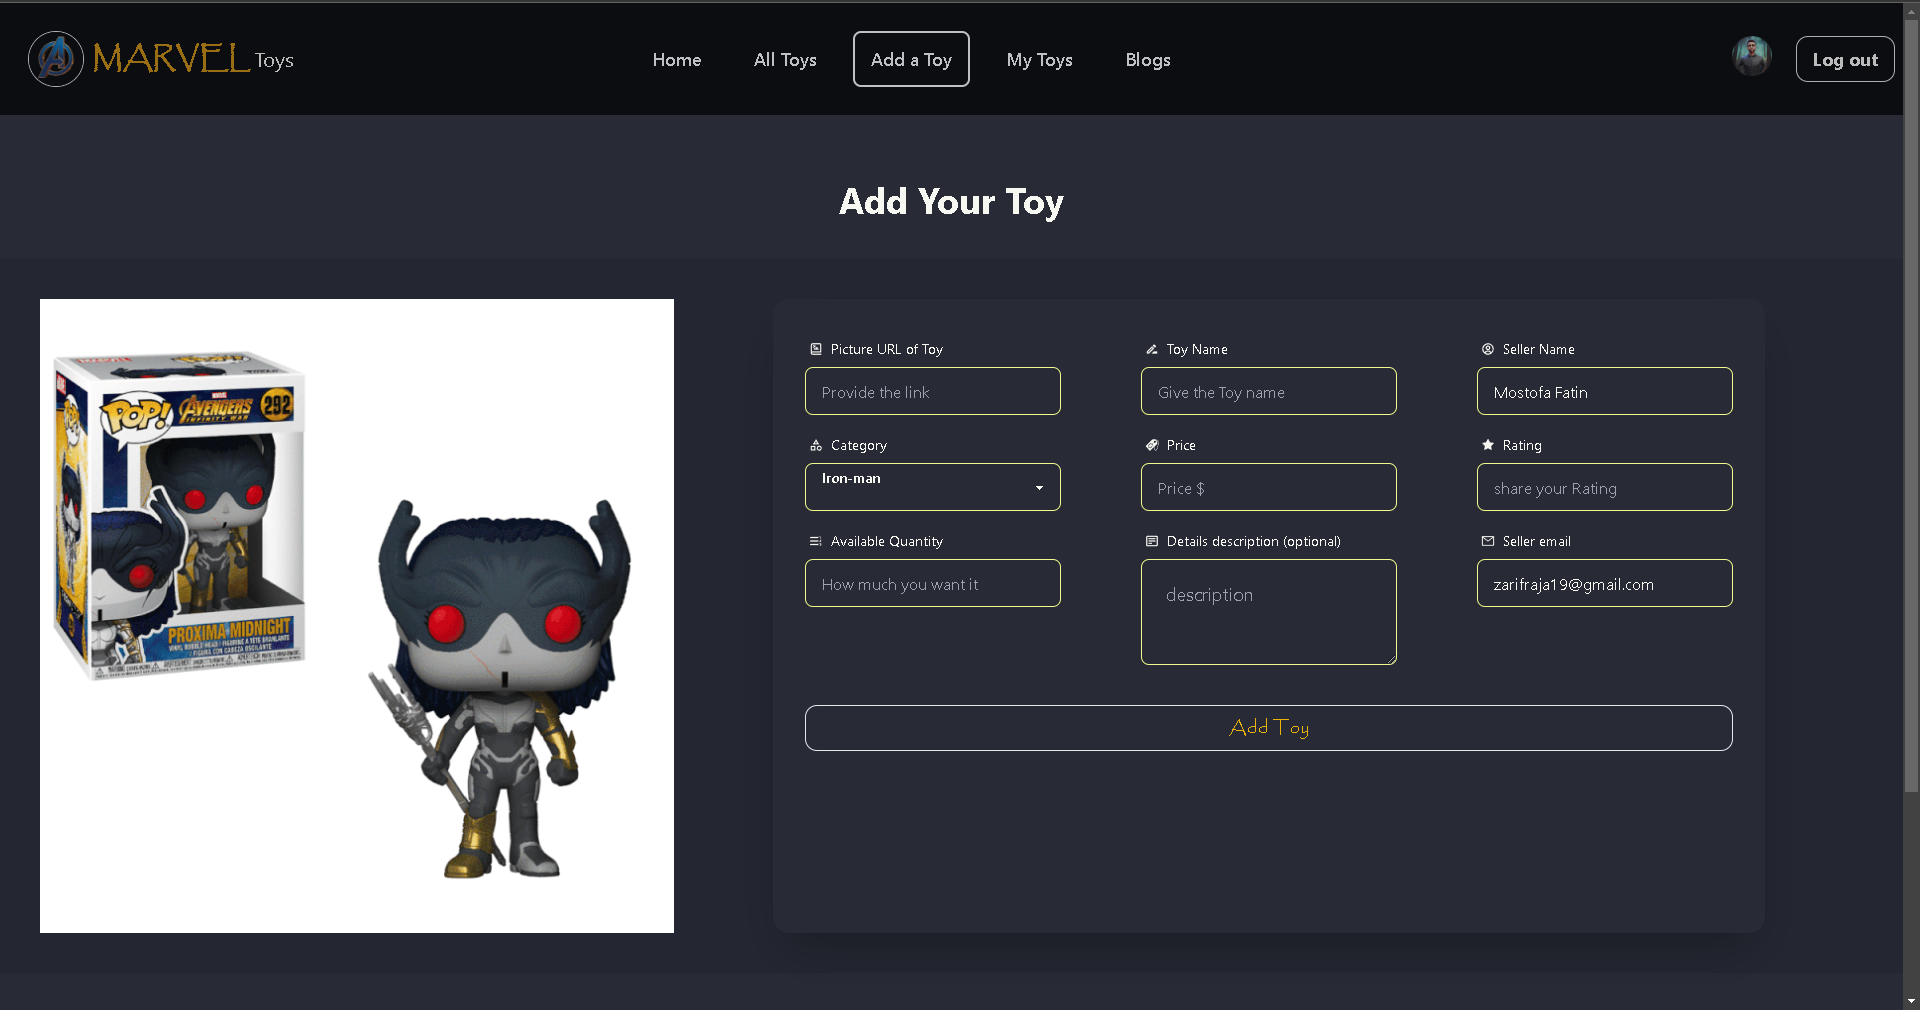 MARVEL Toys
Home
All Toys
Add a Toy
My Toys
Blogs
Log out
Add Your Toy
MARVEL
POP!
MARVEL
AVENGERS
INFINITY WAR
292
PROXIMA MIDNIGHT
Picture URL of Toy
Provide the link
Toy Name
Give the Toy name
Seller Name
Mostofa Fatin
Category
Iron-man
Price
Price $
Rating
share your Rating
Available Quantity
How much you want it
Details description (optional)
description
Seller email
zarifraja19@gmail.com
Add Toy